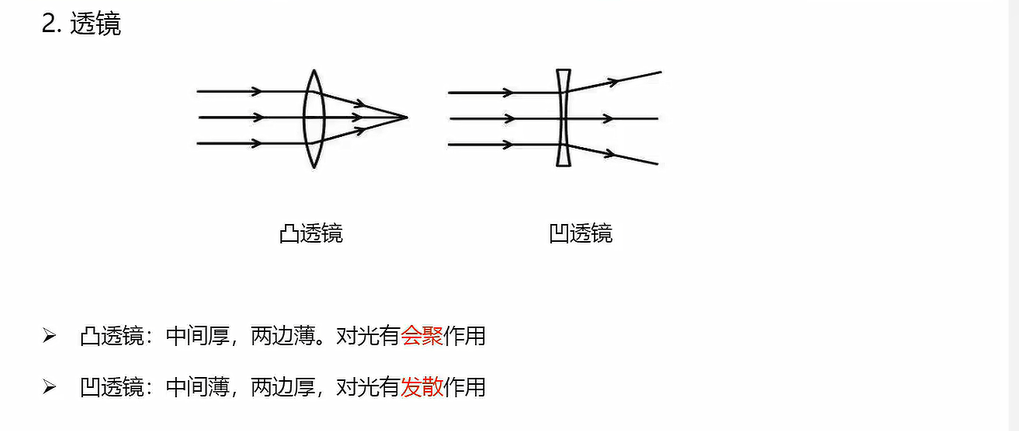 2. 透镜
凸透镜 凹透镜
凸透镜：中间厚，两边薄。对光有会聚作用
凹透镜：中间薄，两边厚，对光有发散作用